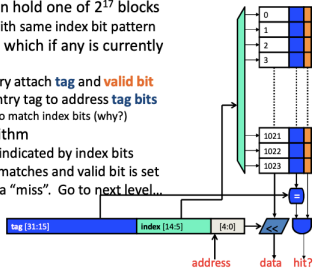 n hold one of 2¹⁷ blocks
ith same index bit pattern
which if any is currently
ry attach tag and valid bit
ntry tag to address tag bits
o match index bits (why?)
ithm
indicated by index bits
matches and valid bit is set
a “miss”. Go to next level...
0
1
2
3
1021
1022
1023
=
tag [31:15] index [14:5] [4:0] <<
address data hit?